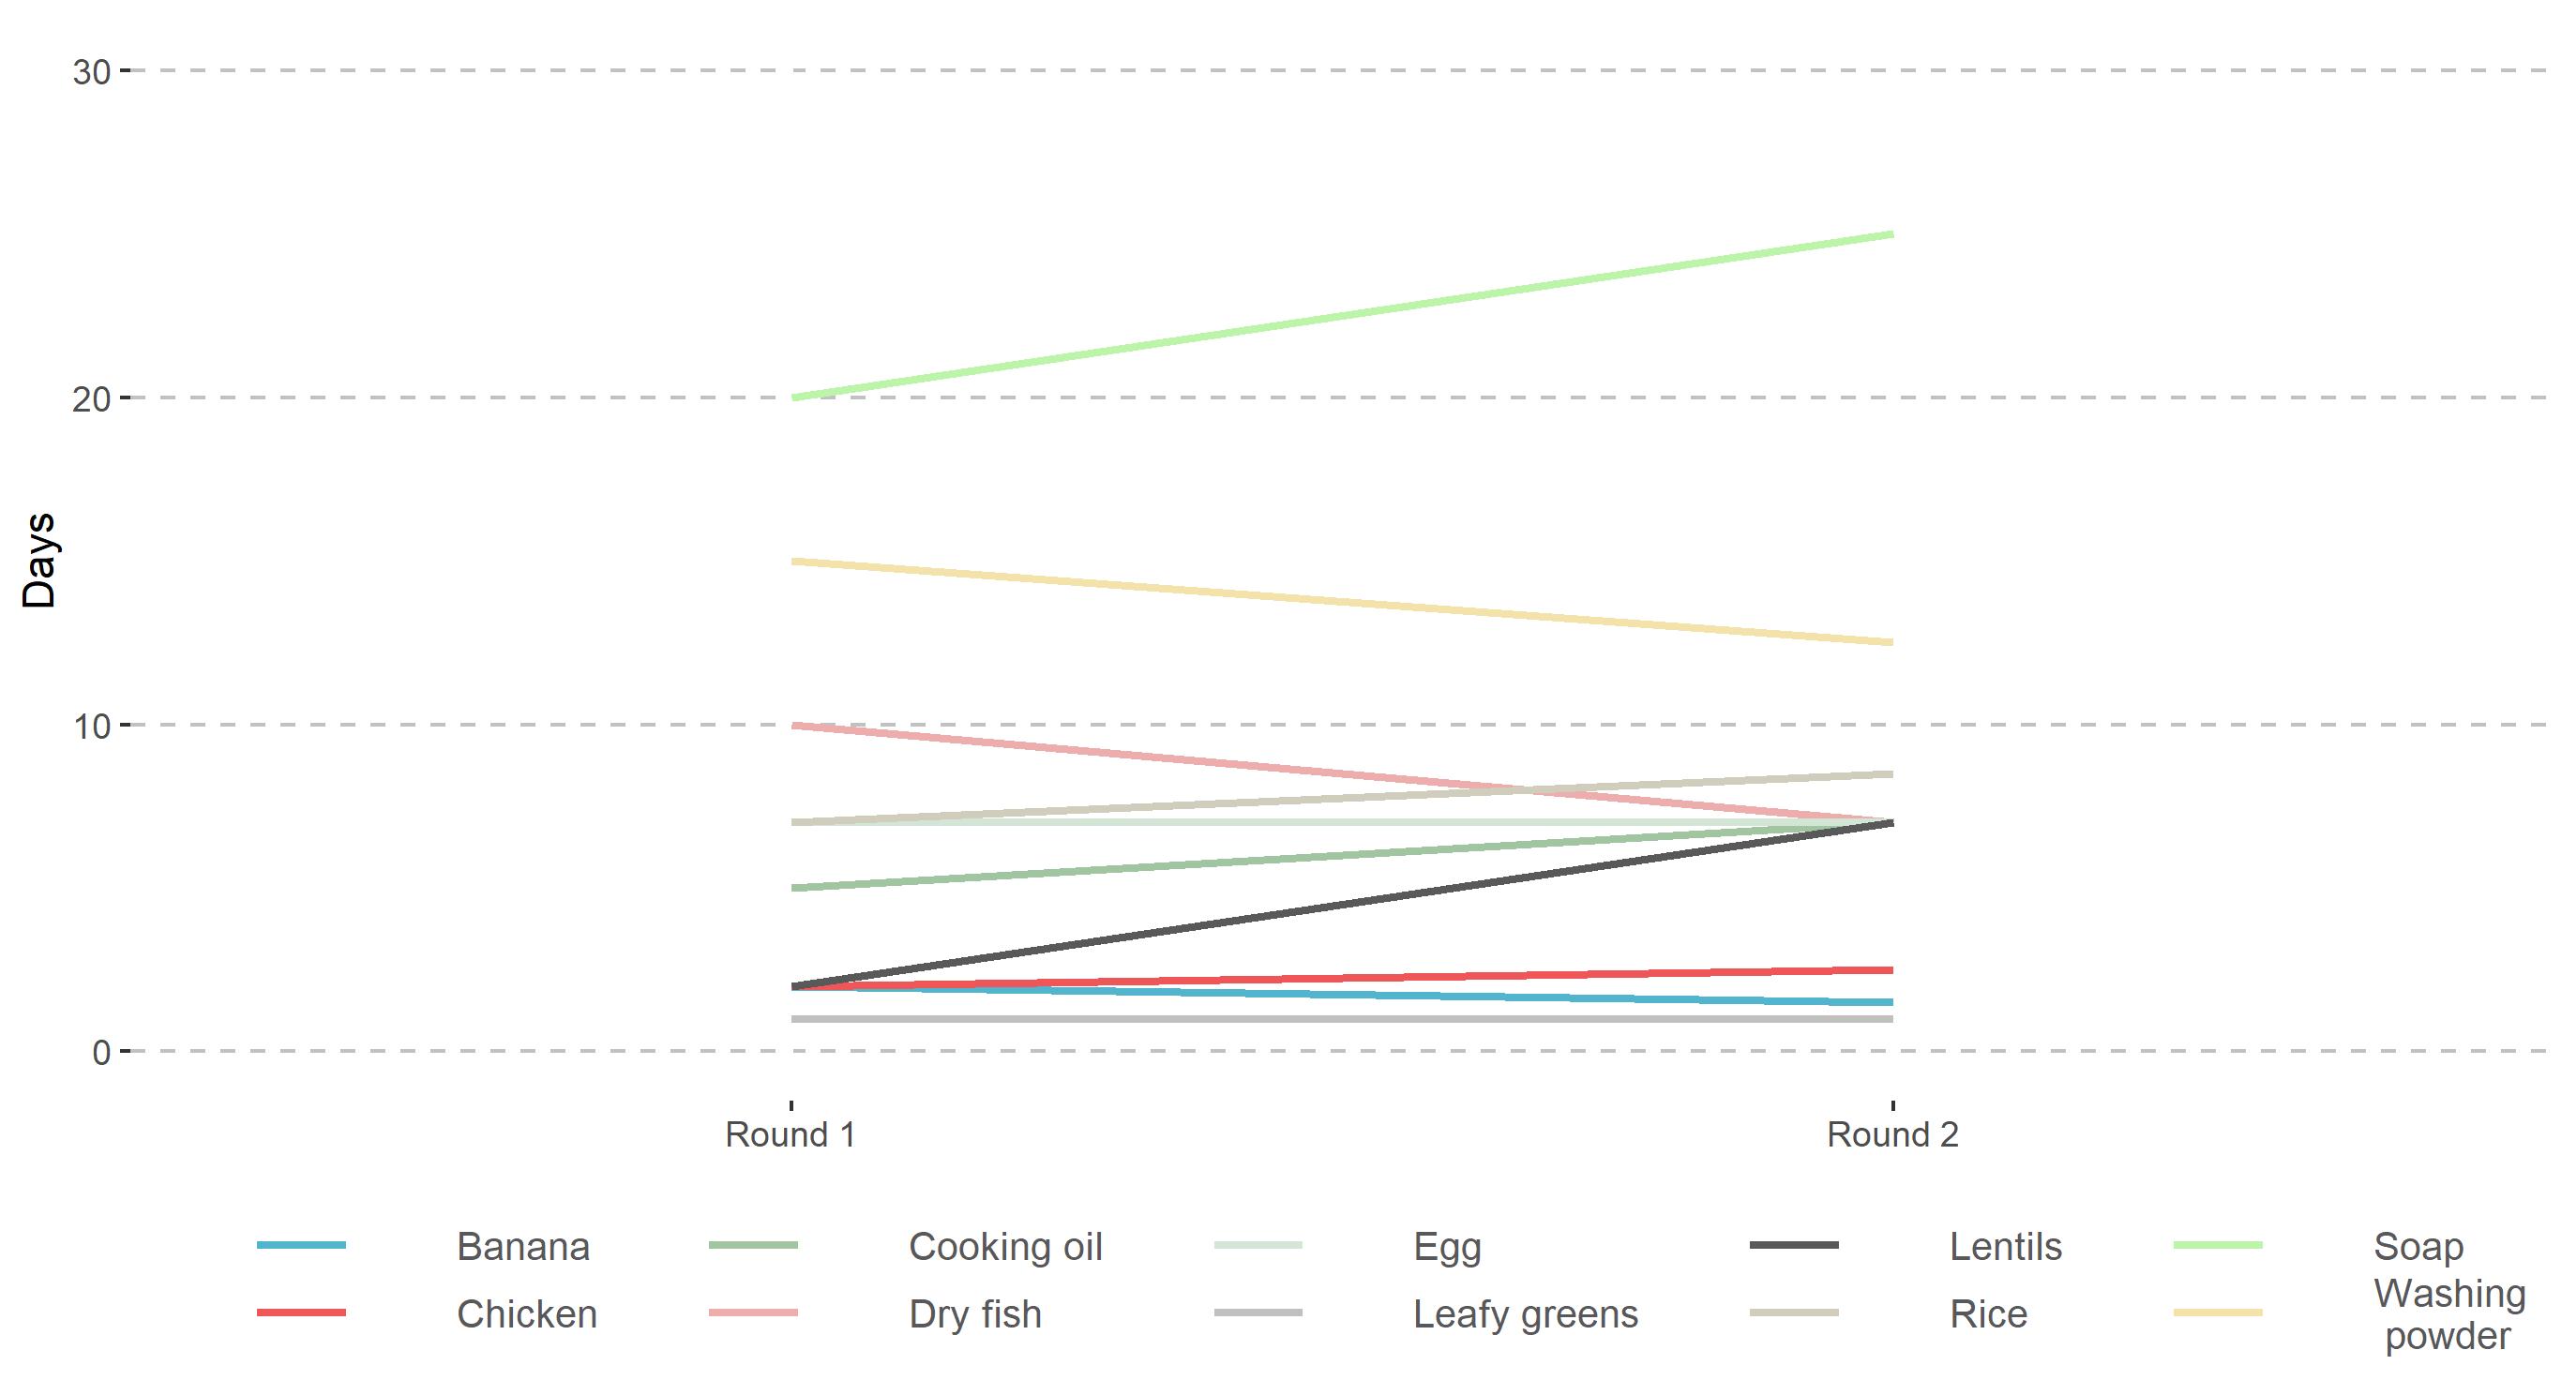 30
20
10
0
Days
Round 1
Round 2
Banana
Cooking oil
Egg
Lentils
Soap
Chicken
Dry fish
Leafy greens
Rice
Washing
powder